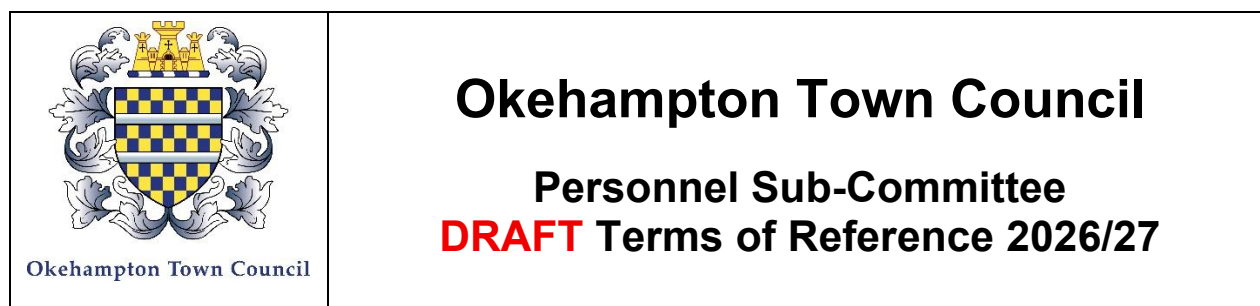 Okehampton Town Council
Okehampton Town Council
Personnel Sub-Committee
DRAFT Terms of Reference 2026/27